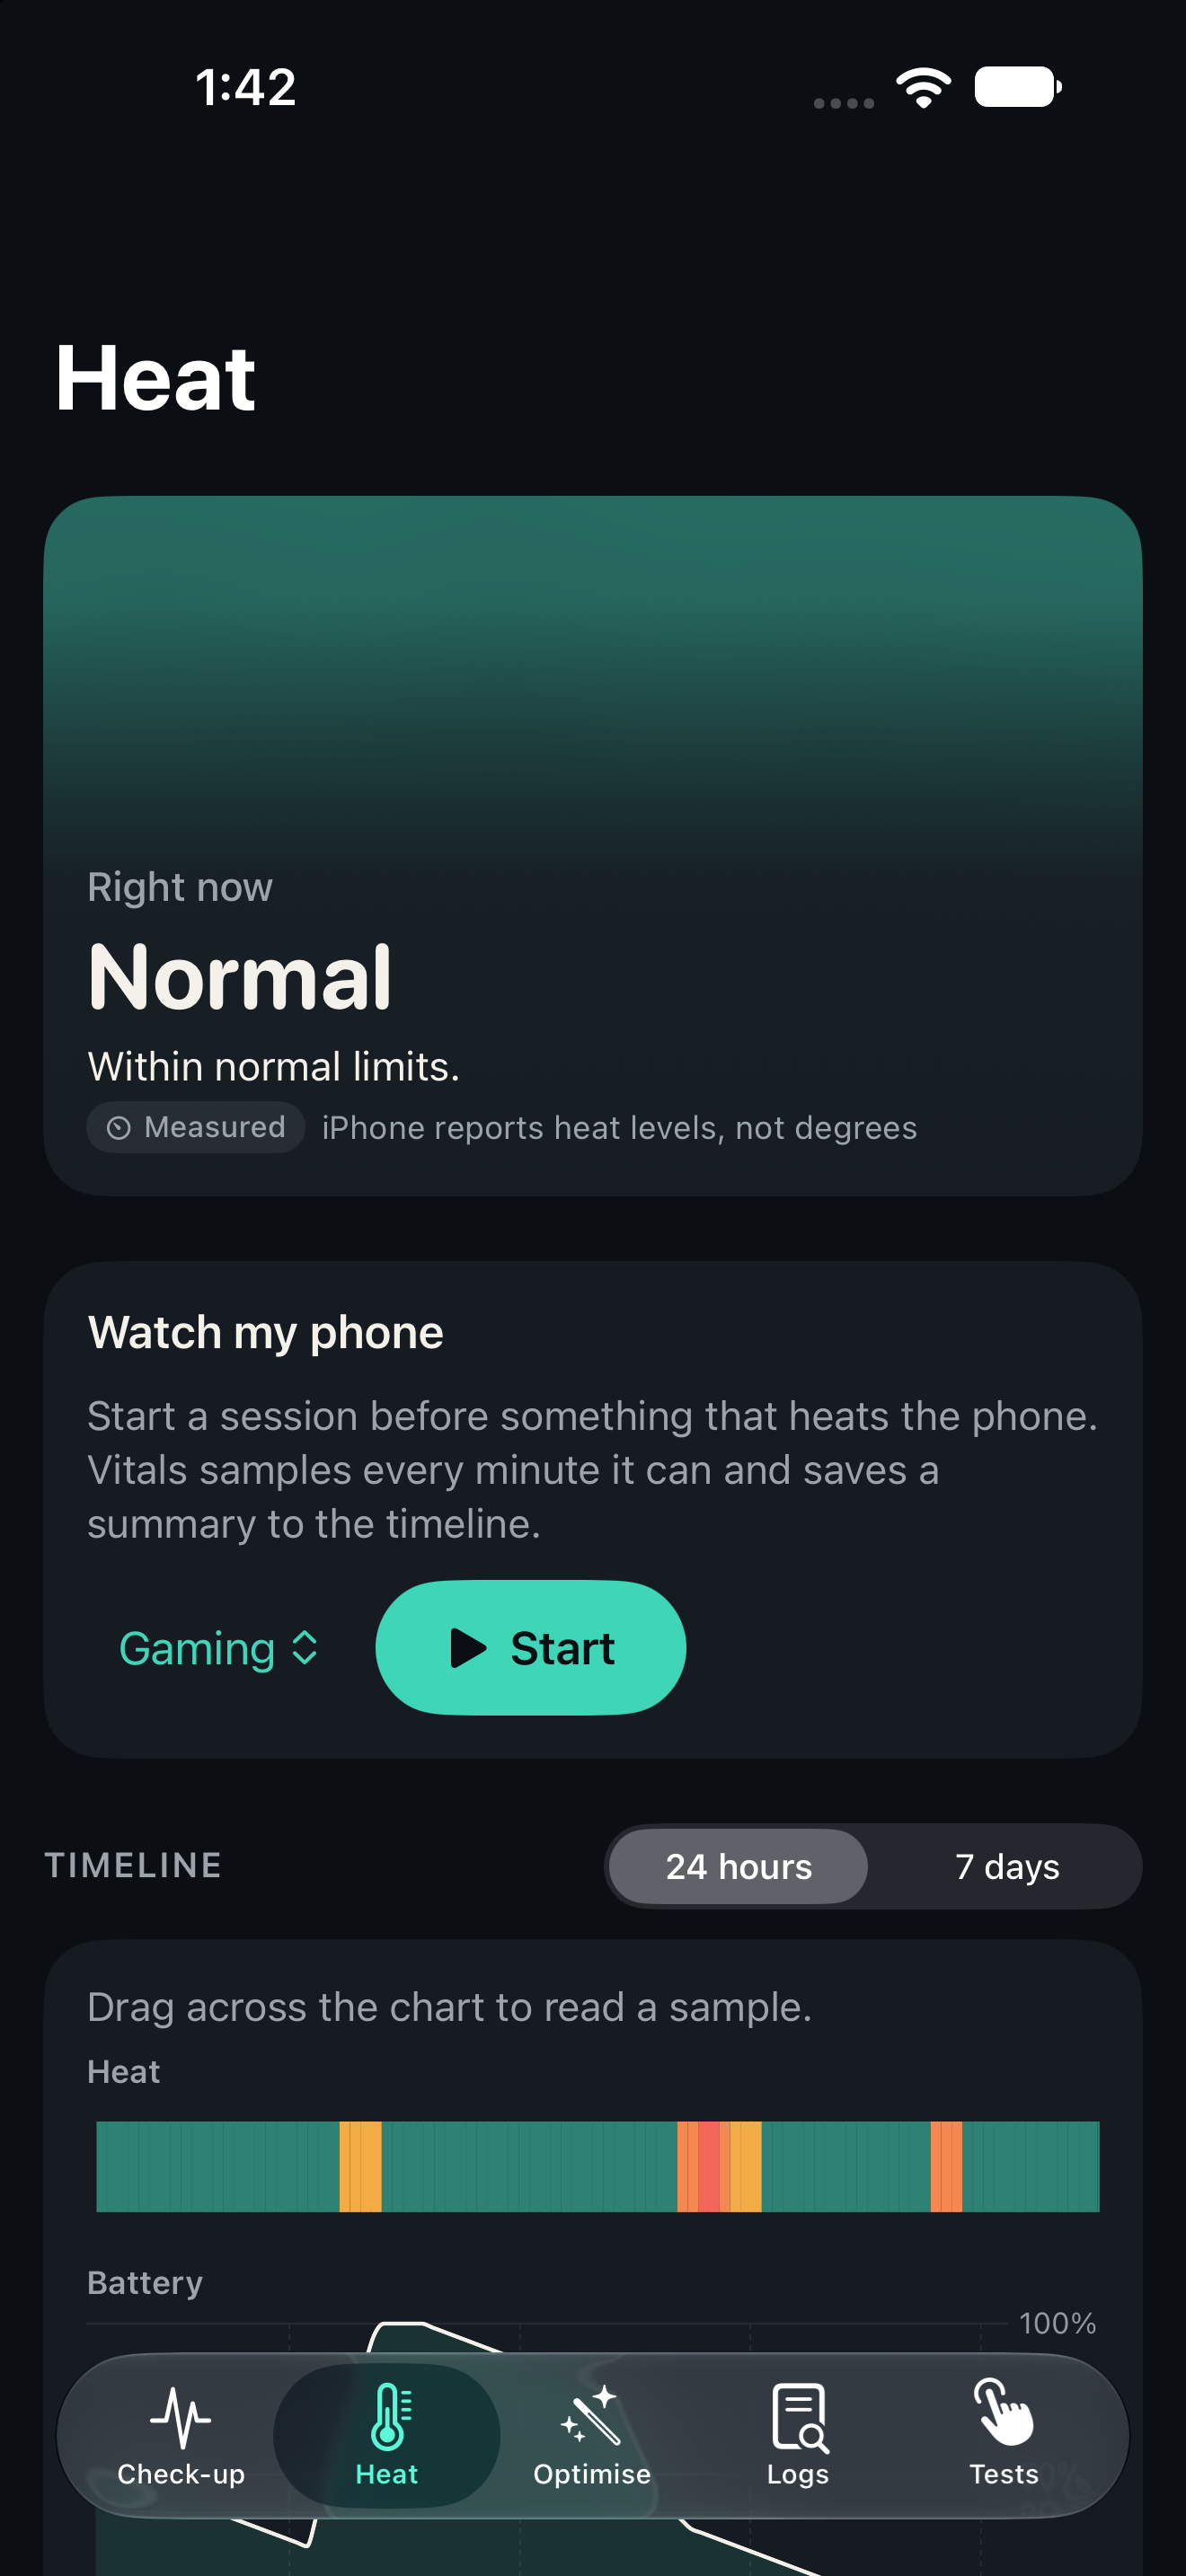 1:42
Heat
Right now
Normal
Within normal limits.
Measured iPhone reports heat levels, not degrees
Watch my phone
Start a session before something that heats the phone.
Vitals samples every minute it can and saves a
summary to the timeline.
Gaming Start
TIMELINE 24 hours 7 days
Drag across the chart to read a sample.
Heat
Battery
100%
Check-up Heat Optimise Logs Tests